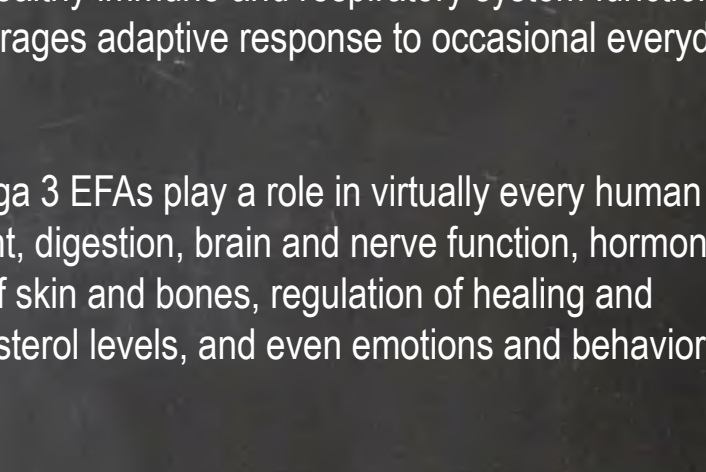 althy immune and respiratory system function
rages adaptive response to occasional everyd
ga 3 EFAs play a role in virtually every human
nt, digestion, brain and nerve function, hormon
f skin and bones, regulation of healing and
sterol levels, and even emotions and behavior